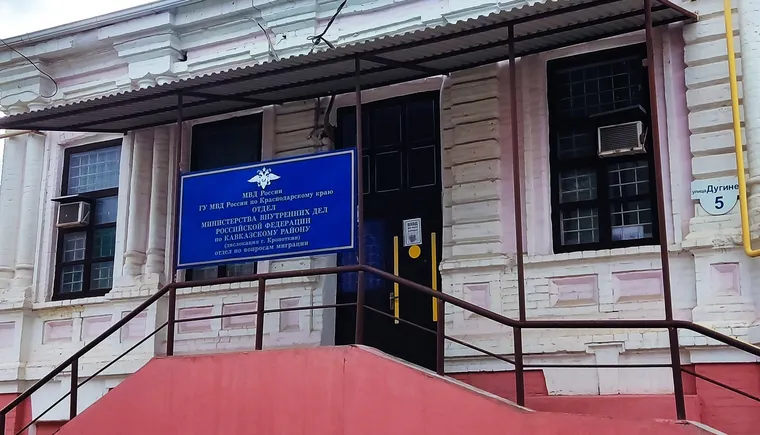 МВД России
ГУ МВД России по Краснодарскому краю
ОТДЕЛ
МИНИСТЕРСТВА ВНУТРЕННИХ ДЕЛ
РОССИЙСКОЙ ФЕДЕРАЦИИ
ПО КАВКАЗСКОМУ РАЙОНУ
(дислокация г. Кропоткин)
отдел по вопросам миграции
улица Дугине
5